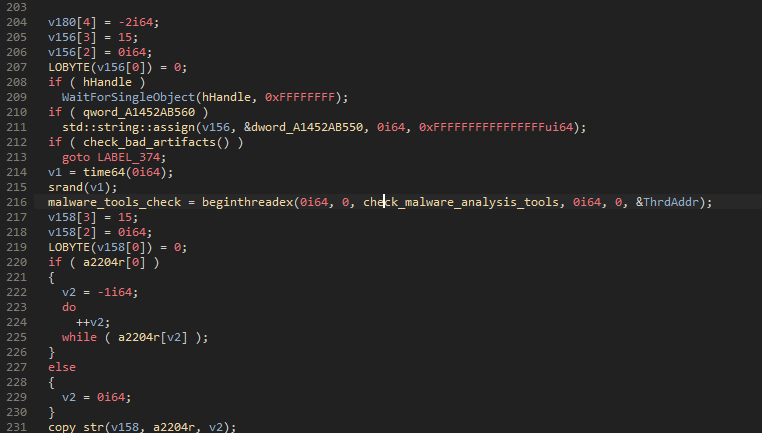 203
204 v180[4] = -2i64;
205 v156[3] = 15;
206 v156[2] = 0i64;
207 LOBYTE(v156[0]) = 0;
208 if ( hHandle )
209 WaitForSingleObject(hHandle, 0xFFFFFFFF);
210 if ( qword_A1452AB560 )
211 std::string::assign(v156, &dword_A1452AB550, 0i64, 0xFFFFFFFFFFFFFFFFui64);
212 if ( check_bad_artifacts() )
213 goto LABEL_374;
214 v1 = time64(0i64);
215 srand(v1);
216 malware_tools_check = beginthreadex(0i64, 0, check_malware_analysis_tools, 0i64, 0, &ThrdAddr);
217 v158[3] = 15;
218 v158[2] = 0i64;
219 LOBYTE(v158[0]) = 0;
220 if ( a2204r[0] )
221 {
222 v2 = -1i64;
223 do
224 ++v2;
225 while ( a2204r[v2] );
226 }
227 else
228 {
229 v2 = 0i64;
230 }
231 copy_str(v158, a2204r, v2);